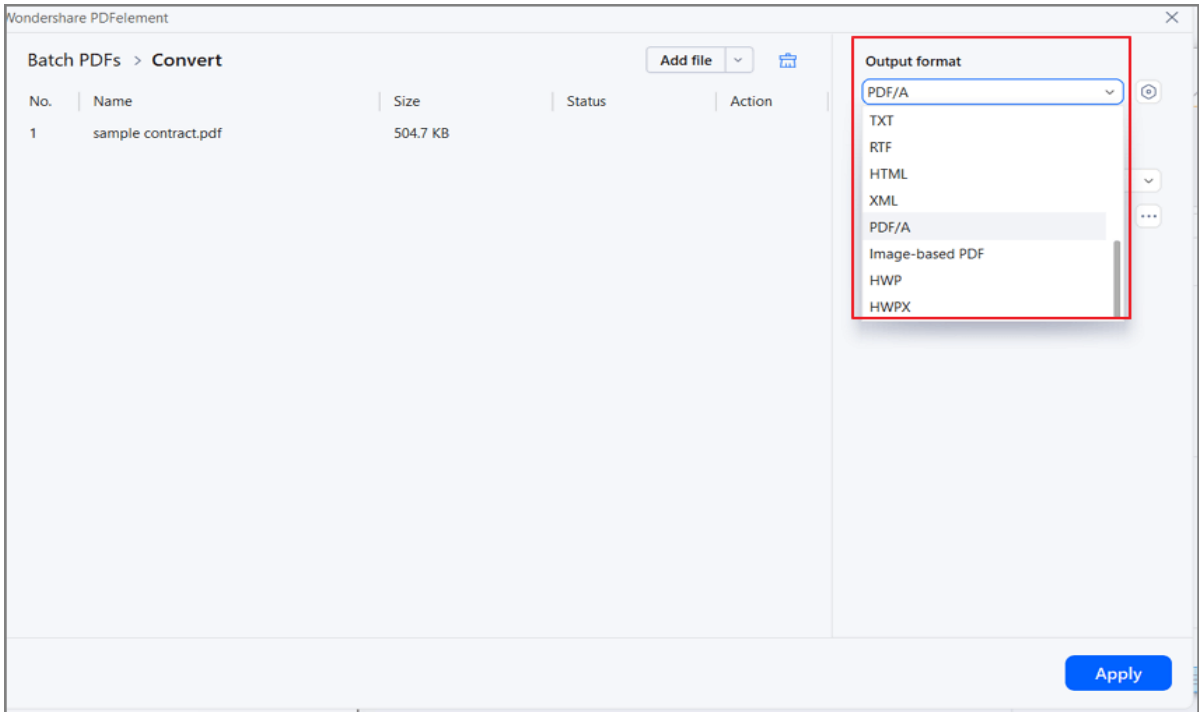 Wondershare PDFelement
Batch PDFs > Convert
Add file
No. Name Size Status Action
1 sample contract.pdf 504.7 KB
Output format
PDF/A
TXT
RTF
HTML
XML
PDF/A
Image-based PDF
HWP
HWPX
Apply